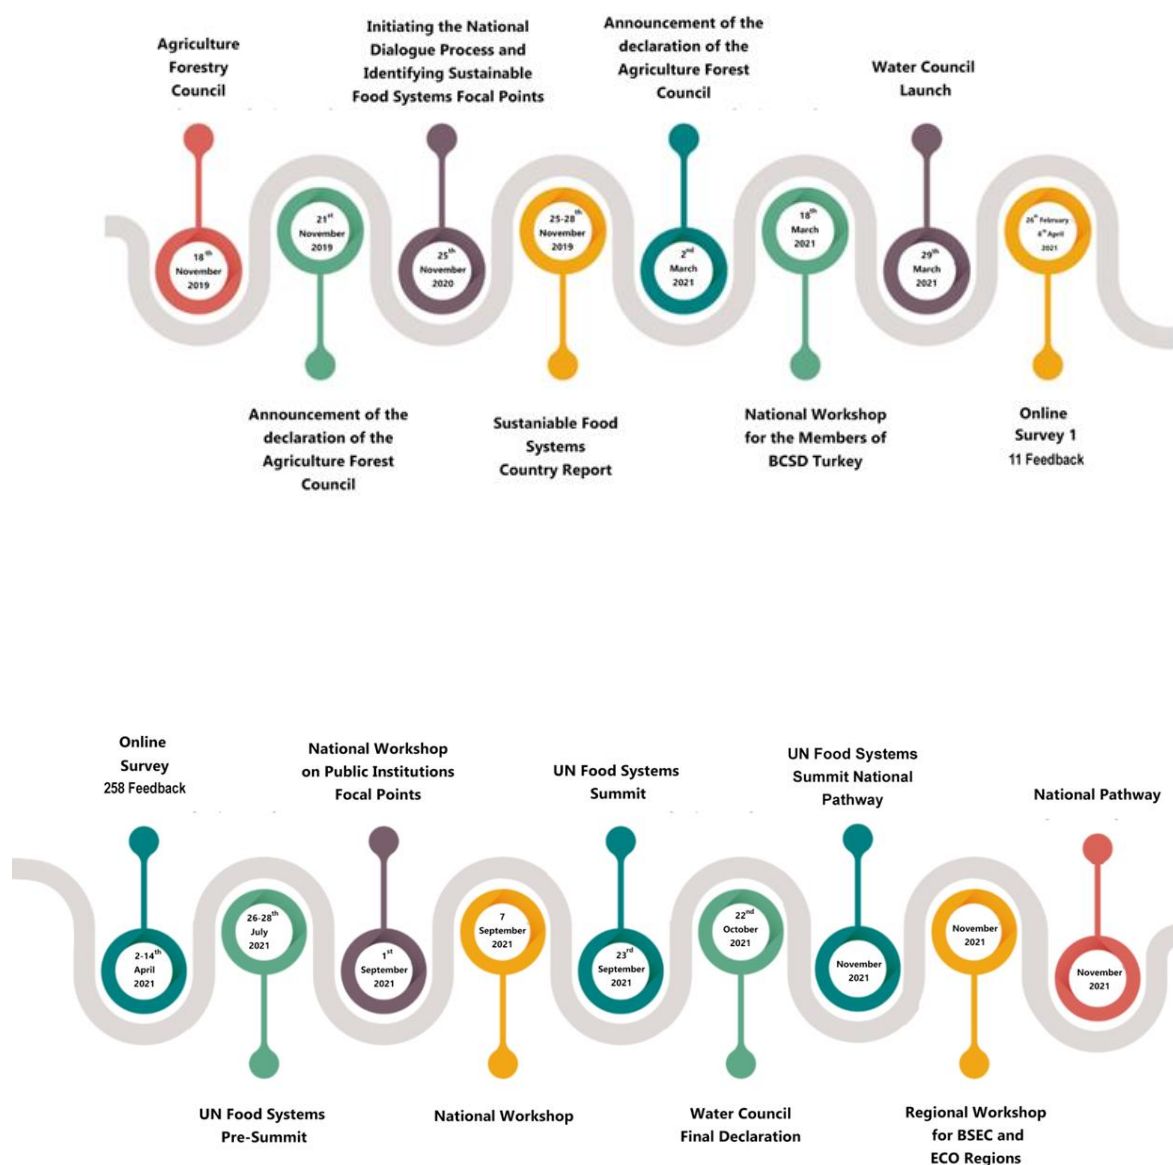 Agriculture
Forestry
Council
Initiating the National
Dialogue Process and
Identifying Sustainable
Food Systems Focal Points
Announcement of the
declaration of the
Agriculture Forest
Council
Water Council
Launch
18th
November
2019
21st
November
2019
25th
November
2020
25-28th
November
2019
2nd
March
2021
18th
March
2021
29th
March
2021
26th February
8th April
2021
Announcement of the
declaration of the
Agriculture Forest
Council
Sustaniable Food
Systems
Country Report
National Workshop
for the Members of
BCSD Turkey
Online
Survey 1
11 Feedback
Online
Survey
258 Feedback
National Workshop
on Public Institutions
Focal Points
UN Food Systems
Summit
UN Food Systems
Summit National
Pathway
National Pathway
2-14th
April
2021
26-28th
July
2021
1st
September
2021
7
September
2021
23rd
September
2021
22nd
October
2021
November
2021
November
2021
November
2021
UN Food Systems
Pre-Summit
National Workshop
Water Council
Final Declaration
Regional Workshop
for BSEC and
ECO Regions